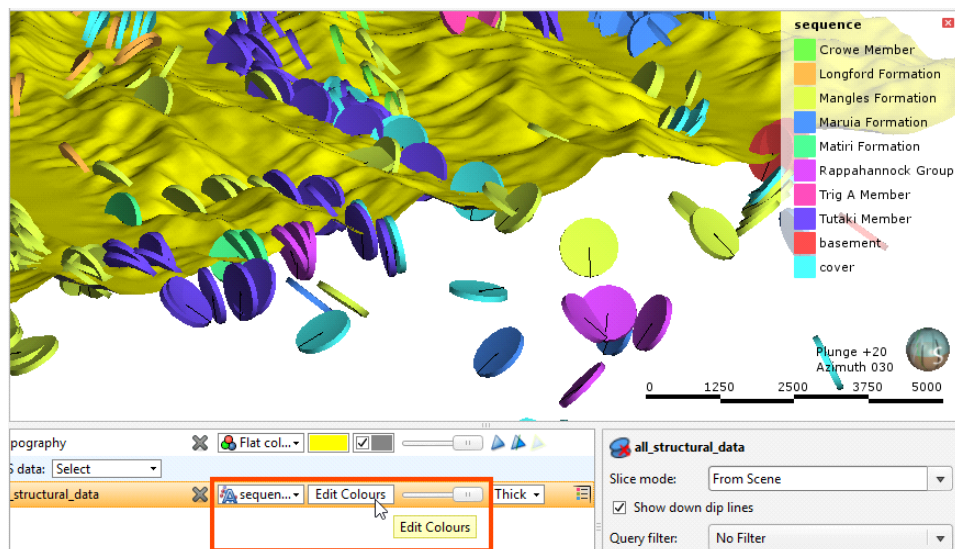 sequence
Crowe Member
Longford Formation
Mangles Formation
Maruia Formation
Matiri Formation
Rappahannock Group
Trig A Member
Tutaki Member
basement
cover
S
Plunge +20
Azimuth 030
0 1250 2500 3750 5000
pography Flat col...
S data: Select
_structural_data sequen... Edit Colours Thick
Edit Colours
all_structural_data
Slice mode: From Scene
Show down dip lines
Query filter: No Filter